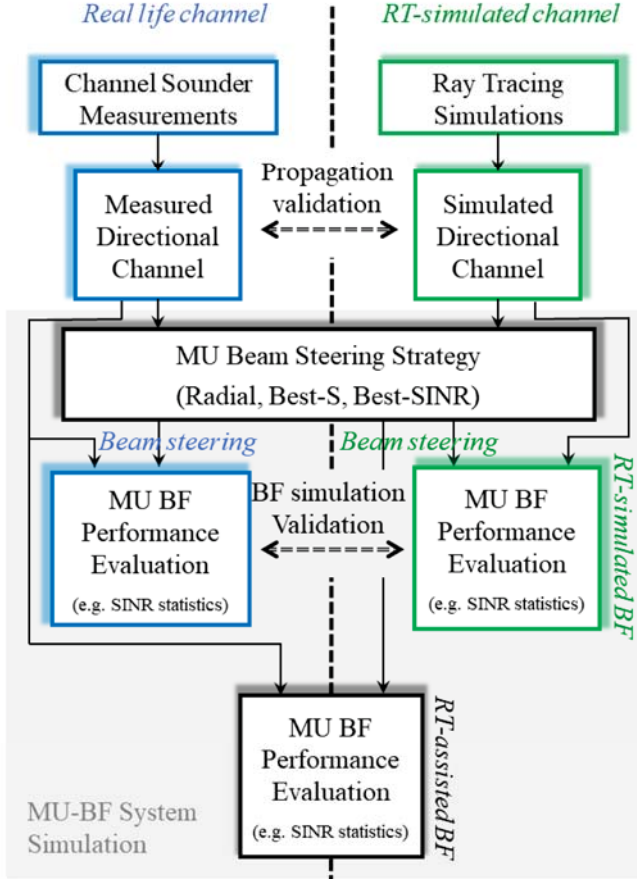 Real life channel
RT-simulated channel
Channel Sounder
Measurements
Ray Tracing
Simulations
Propagation
validation
Measured
Directional
Channel
Simulated
Directional
Channel
MU Beam Steering Strategy
(Radial, Best-S, Best-SINR)
Beam steering
Beam steering
MU BF
Performance
Evaluation
(e.g. SINR statistics)
BF simulation
Validation
MU BF
Performance
Evaluation
(e.g. SINR statistics)
RT-simulated BF
MU BF
Performance
Evaluation
(e.g. SINR statistics)
RT-assisted BF
MU-BF System
Simulation